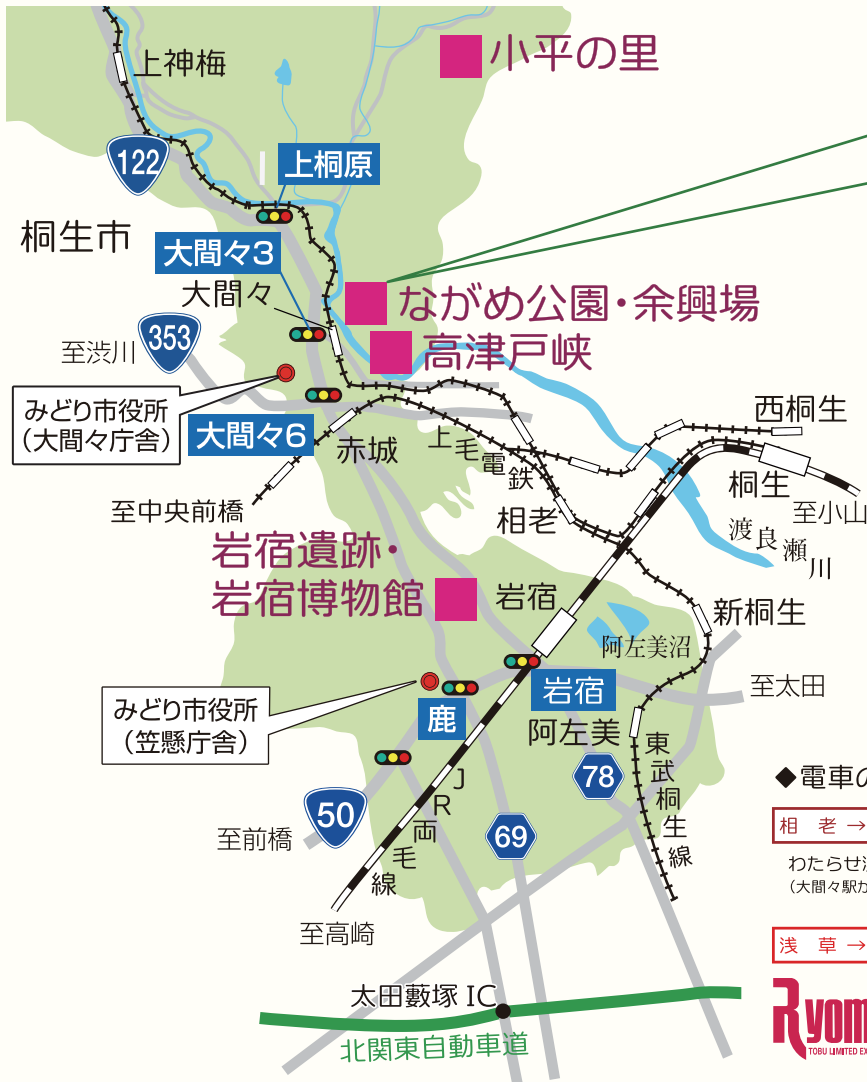 小平の里
上神梅
122
上桐原
桐生市
大間々3
大間々
ながめ公園・余興場
353
高津戸峡
至渋川
みどり市役所
(大間々庁舎)
大間々6
赤城
上毛電鉄
西桐生
桐生
至中央前橋
相老
至小山
渡良瀬川
岩宿遺跡・
岩宿博物館
岩宿
新桐生
阿左美沼
岩宿
至太田
みどり市役所
(笠懸庁舎)
鹿
阿左美
東武桐生線
78
◆電車の
50
JR両毛線
69
相 老 →
至前橋
わたらせ
(大間々駅
至高崎
浅 草 →
太田藪塚 IC
北関東自動車道
Ryom
TOBU LIMITED EX